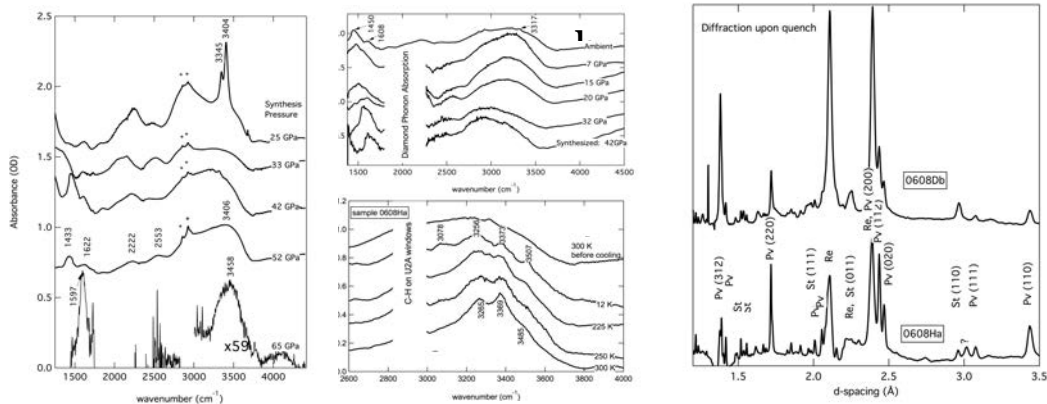 2.5
2.0
1.5
1.0
0.5
0.0
Absorbance (OD)
3345
3404
Synthesis
Pressure
25 GPa
33 GPa
42 GPa
3406
1433
1622
2222
2553
52 GPa
1597
3458
x59
65 GPa
1500
2000
2500
3000
3500
4000
wavenumber (cm-1)
1450
1608
3317
Ambient
7 GPa
15 GPa
20 GPa
32 GPa
Synthesized: 42GPa
Diamond Phonon Absorption
1500
2000
2500
3000
3500
4000
4500
wavenumber (cm-1)
sample 0608Ha
C-H on U2A windows
3078
3256
3373
3507
300 K
before cooling
12 K
225 K
250 K
300 K
3265
3369
3485
2600
2800
3000
3200
3400
3600
3800
4000
wavenumber (cm-1)
Diffraction upon quench
0608Db
Pv (312)
Pv
St
St
Pv (220)
St (111)
Pv
Pv
Re
Re, St (011)
Re, Pv (200)
Pv (112)
Pv (020)
St (110)
?
Pv (111)
Pv (110)
0608Ha
1.5
2.0
2.5
3.0
3.5
d-spacing (Å)